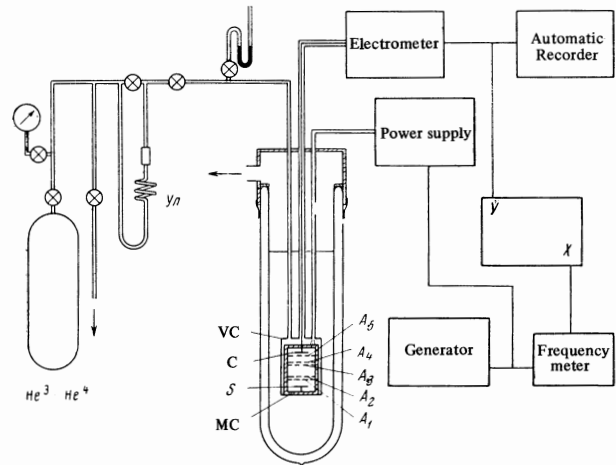 Electrometer
Automatic
Recorder
Power supply
Ул
Y
X
VC
A₅
C
A₄
A₃
S
A₂
MC
A₁
Generator
Frequency
meter
He³ He⁴